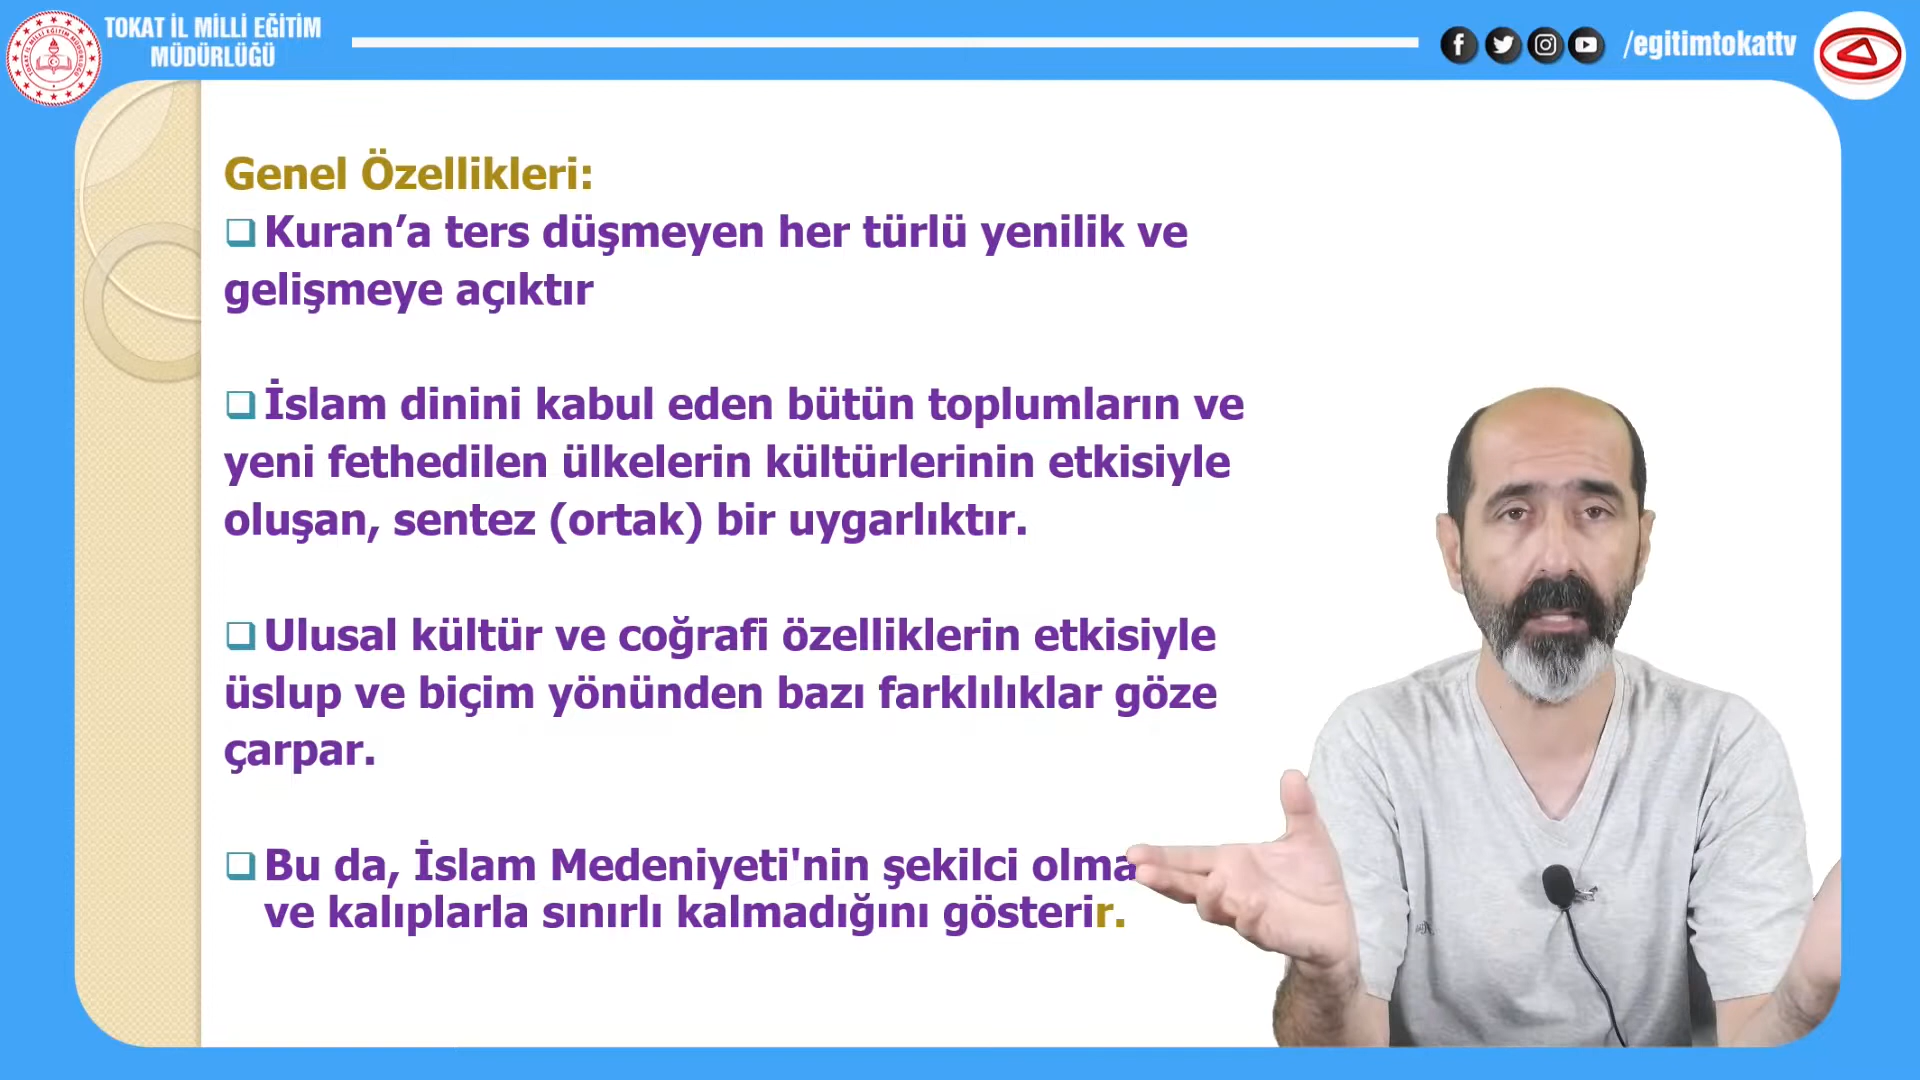 TOKAT İL MİLLİ EĞİTİM
MÜDÜRLÜĞÜ
/egitimtokattv
Genel Özellikleri:
Kuran’a ters düşmeyen her türlü yenilik ve
gelişmeye açıktır
İslam dinini kabul eden bütün toplumların ve
yeni fethedilen ülkelerin kültürlerinin etkisiyle
oluşan, sentez (ortak) bir uygarlıktır.
Ulusal kültür ve coğrafi özelliklerin etkisiyle
üslup ve biçim yönünden bazı farklılıklar göze
çarpar.
Bu da, İslam Medeniyeti'nin şekilci
ve kalıplarla sınırlı kalmadığını gösterir.